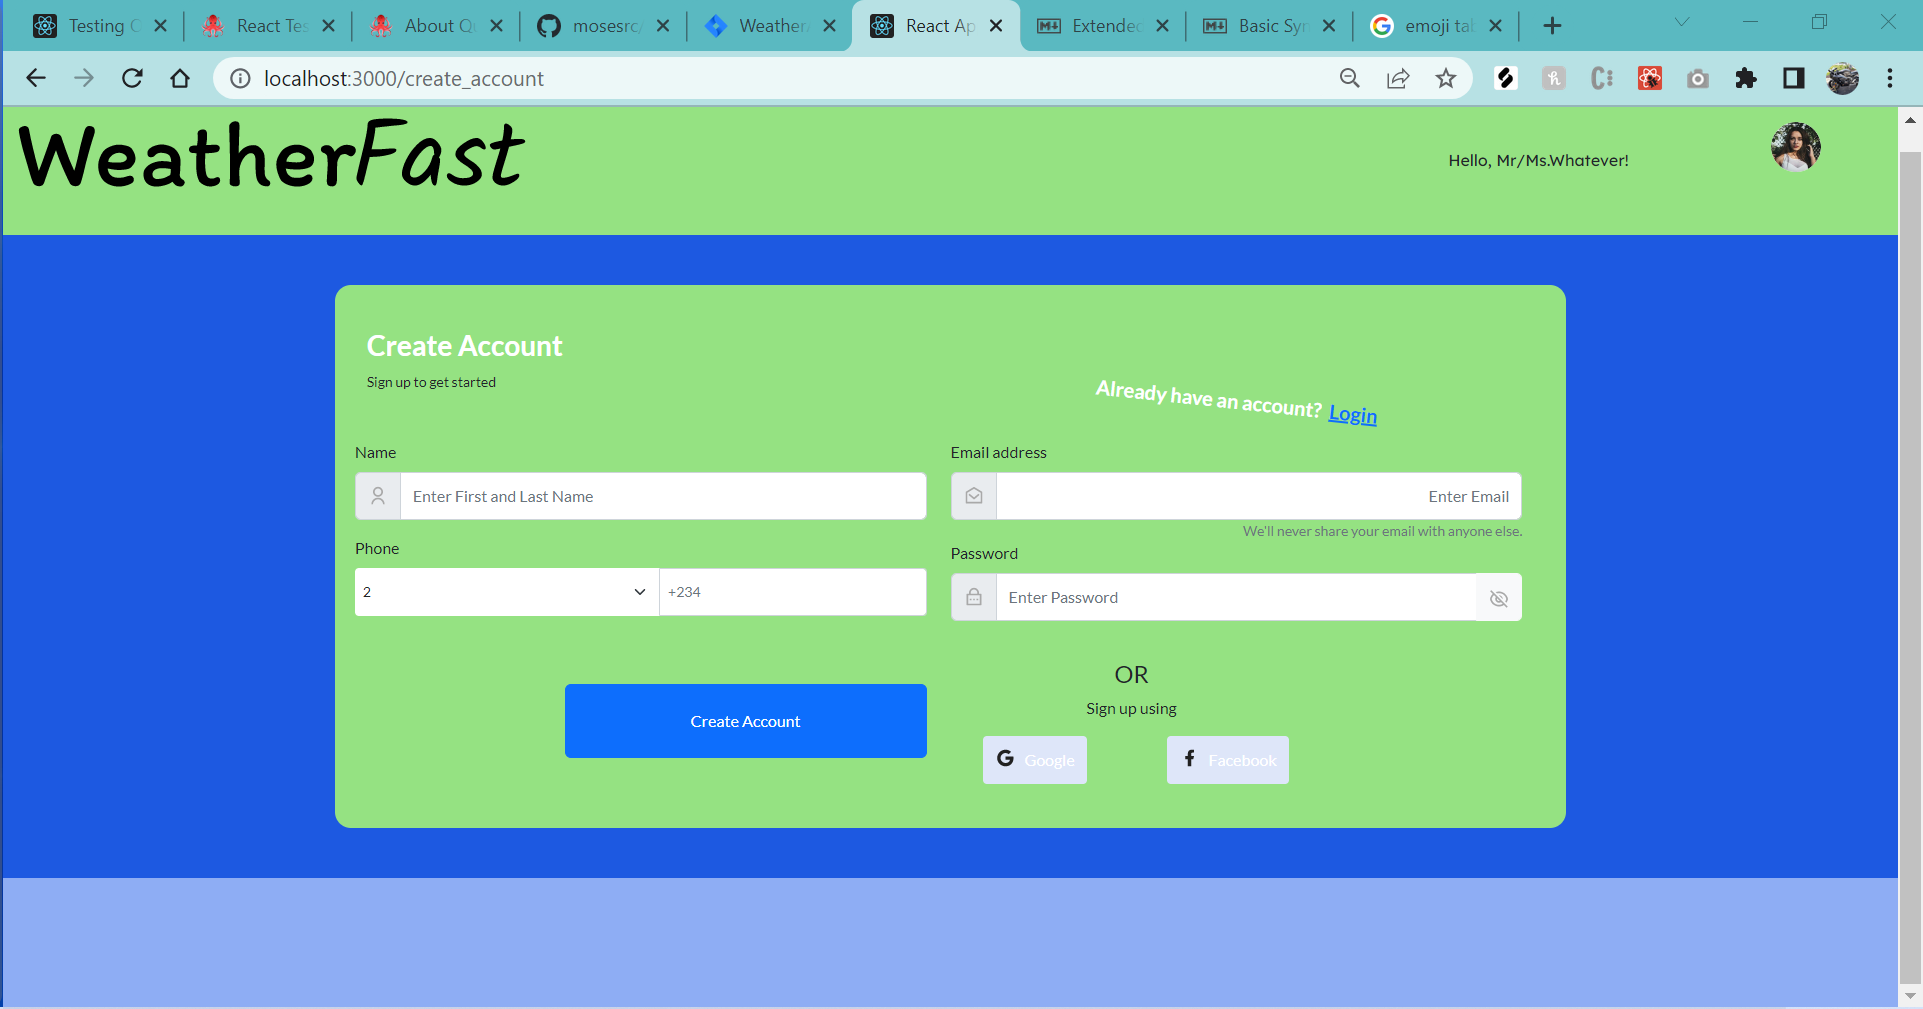 Testing
React Tes
About Q
mosesrc/
Weather
React Ap
Extended
Basic Syn
emoji tab
localhost:3000/create_account
WeatherFast
Hello, Mr/Ms.Whatever!
Create Account
Sign up to get started
Already have an account? Login
Name
Enter First and Last Name
Email address
Enter Email
We'll never share your email with anyone else.
Phone
2
+234
Password
Enter Password
Create Account
OR
Sign up using
Google
Facebook